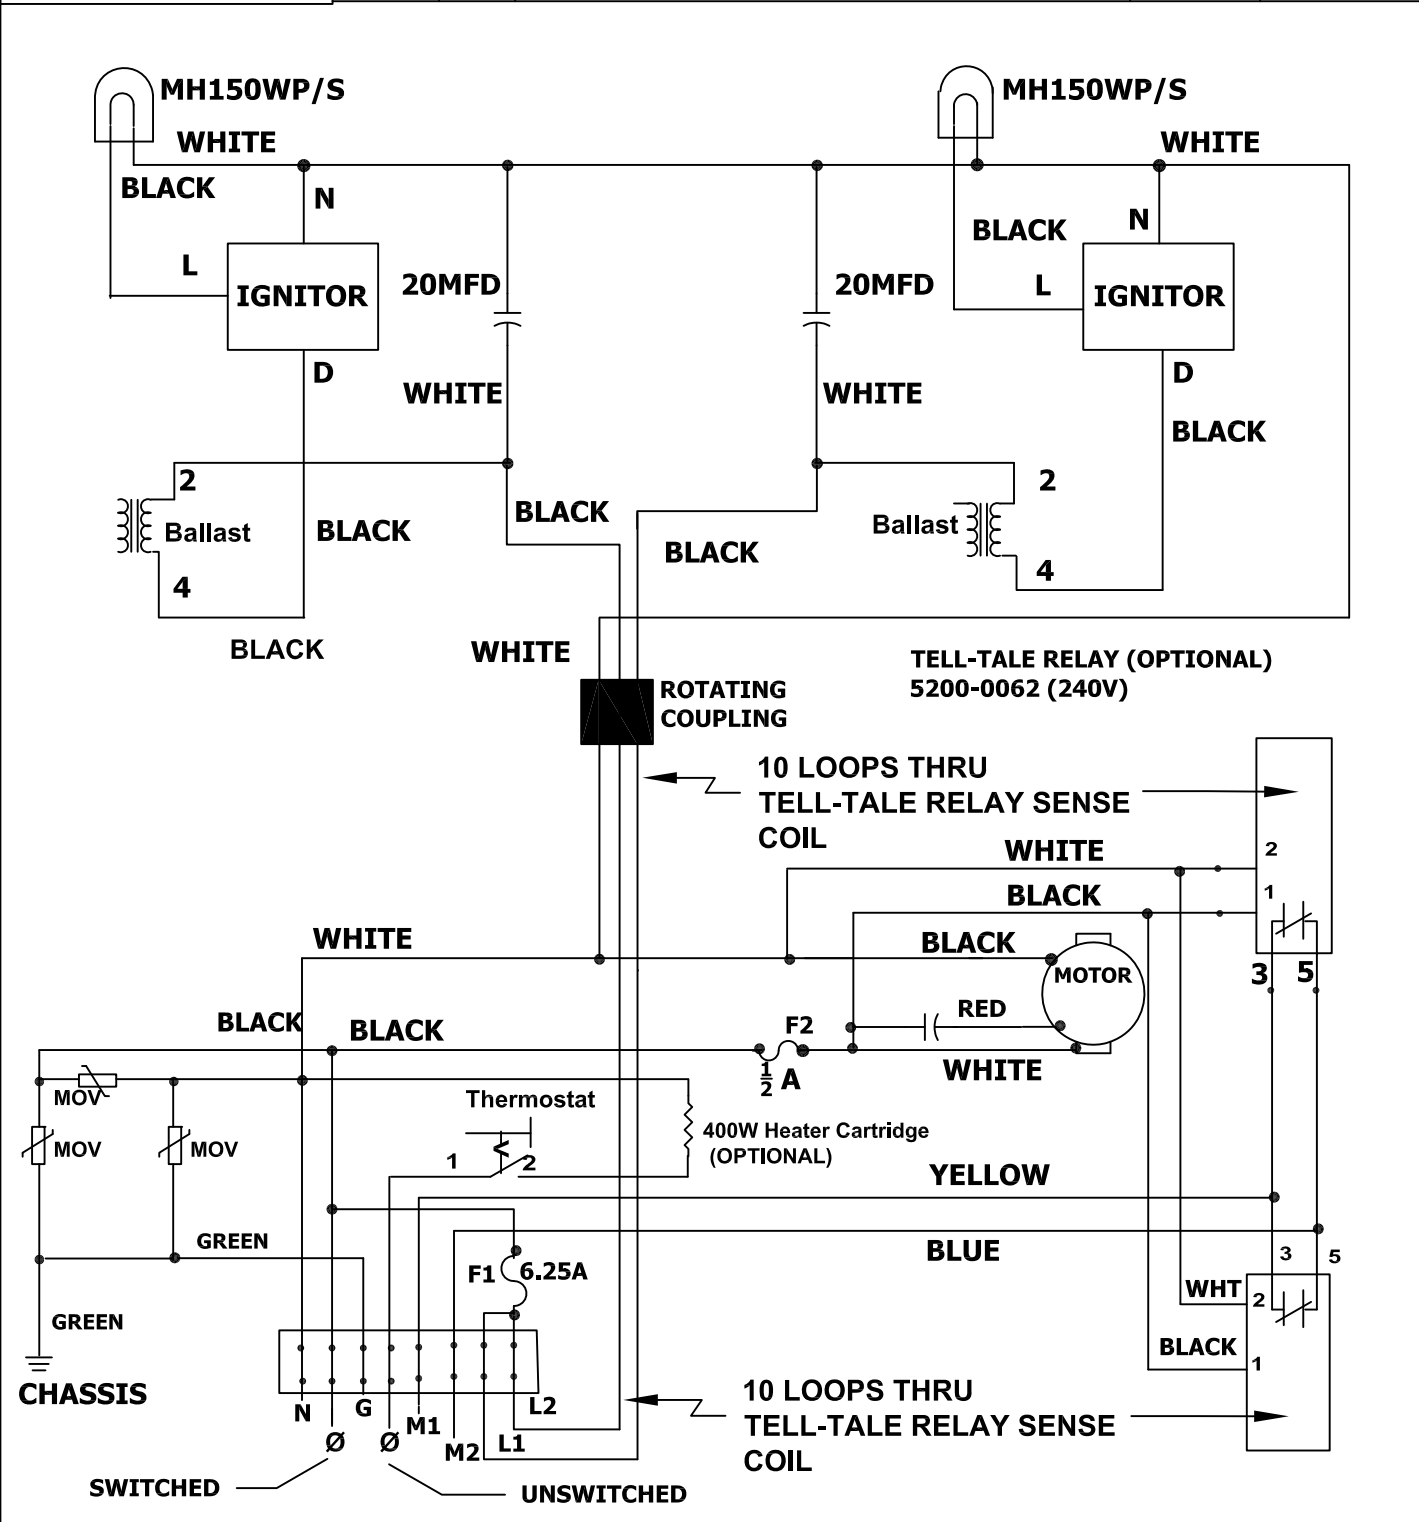 MH150WP/S
MH150WP/S
WHITE
WHITE
BLACK
N
BLACK
N
L
20MFD
20MFD
L
IGNITOR
IGNITOR
D
D
WHITE
WHITE
BLACK
2
2
BLACK
Ballast
BLACK
Ballast
BLACK
4
4
BLACK
WHITE
TELL-TALE RELAY (OPTIONAL)
5200-0062 (240V)
ROTATING
COUPLING
10 LOOPS THRU
TELL-TALE RELAY SENSE
COIL
WHITE
2
BLACK
1
WHITE
BLACK
MOTOR
3
5
RED
BLACK
BLACK
F2
WHITE
1/2 A
MOV
Thermostat
400W Heater Cartridge
(OPTIONAL)
MOV
MOV
1
2
YELLOW
GREEN
BLUE
3
5
F1
6.25A
WHT
2
GREEN
BLACK
1
CHASSIS
N
G
M1
L2
Ø
Ø
M2
L1
10 LOOPS THRU
TELL-TALE RELAY SENSE
COIL
SWITCHED
UNSWITCHED